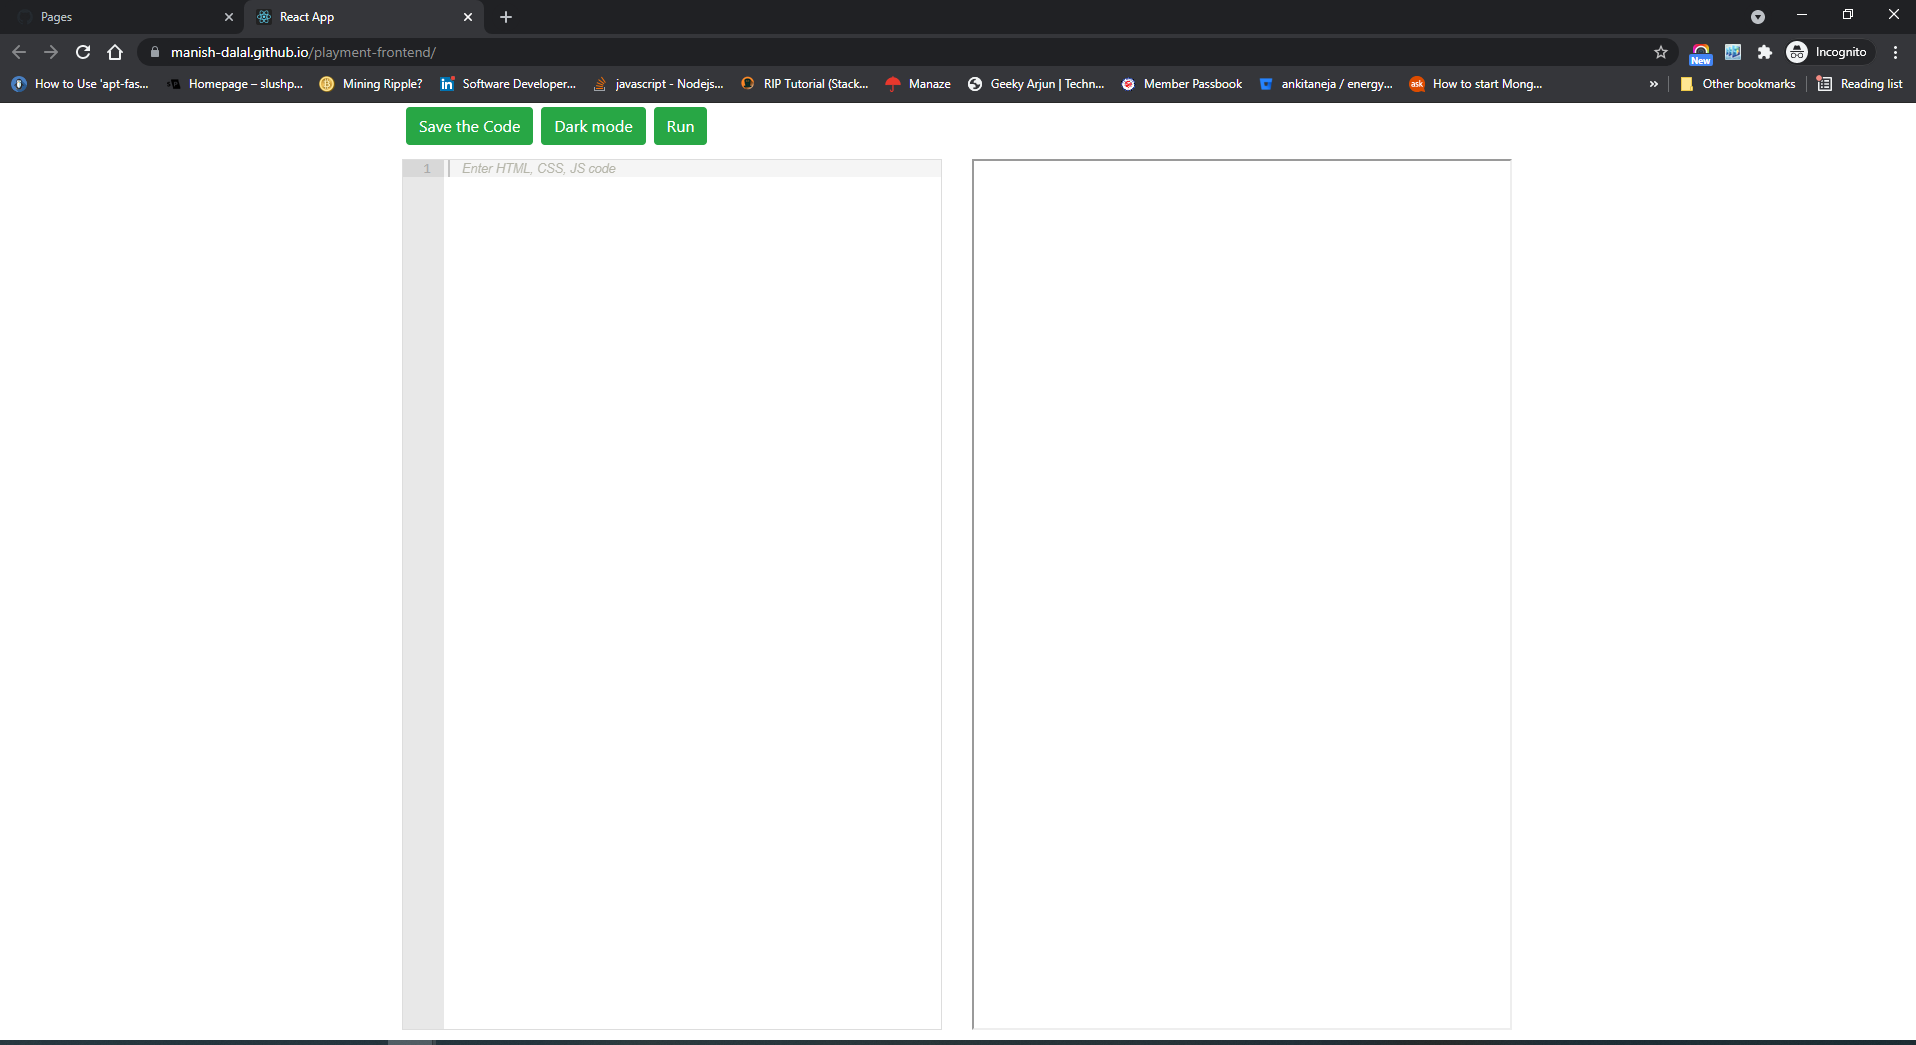 Pages
React App
manish-dalal.github.io/playment-frontend/
New
Incognito
How to Use 'apt-fas...
Homepage – slushp...
Mining Ripple?
in
Software Developer...
javascript - Nodejs...
RIP Tutorial (Stack...
Manaze
Geeky Arjun | Techn...
Member Passbook
ankitaneja / energy...
ask
How to start Mong...
»
Other bookmarks
Reading list
Save the Code
Dark mode
Run
1
Enter HTML, CSS, JS code